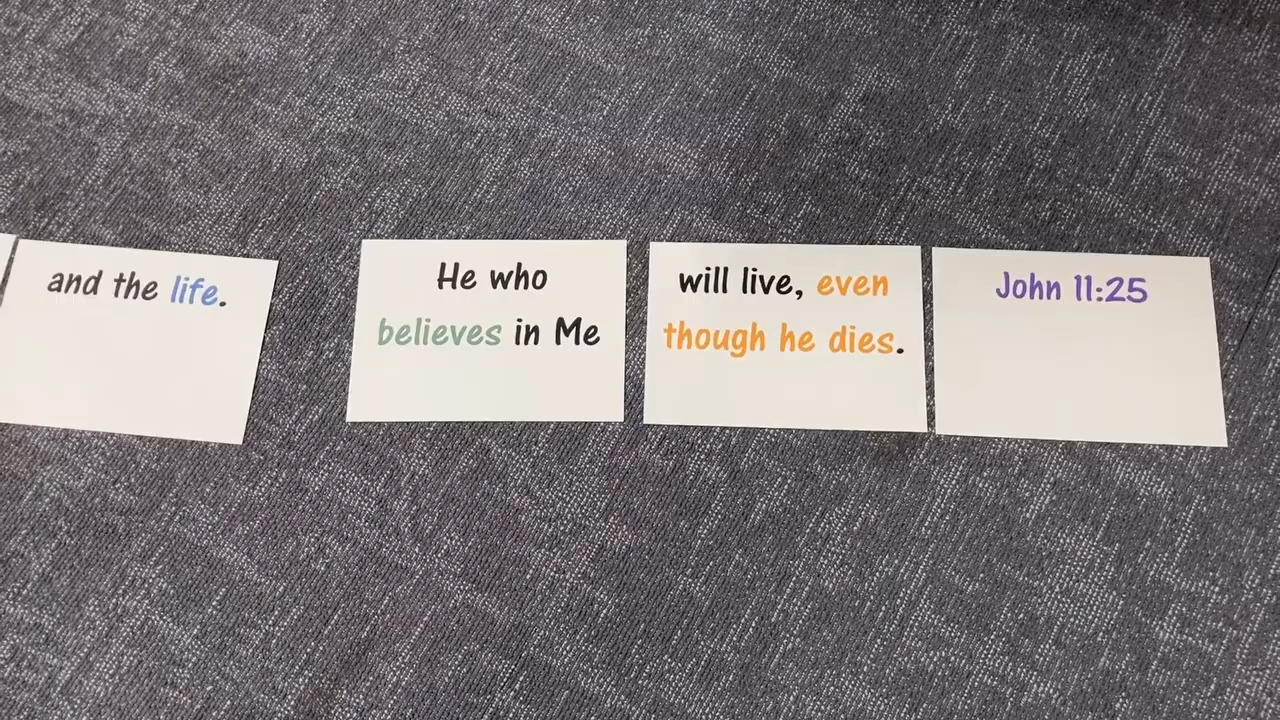 and the life.
He who
believes in Me
will live, even
though he dies.
John 11:25